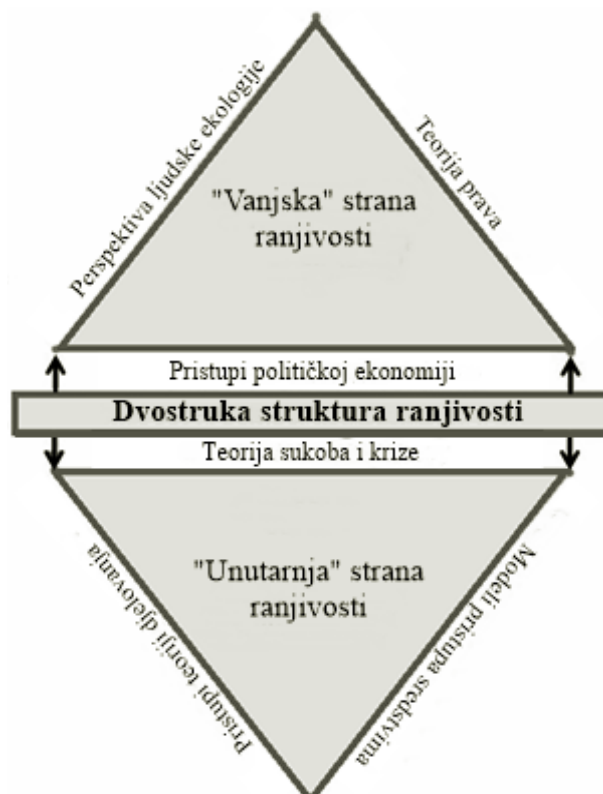 Perspektiva ljudske ekologije
Teorija prava
"Vanjska" strana
ranjivosti
Pristupi političkoj ekonomiji
Dvostruka struktura ranjivosti
Teorija sukoba i krize
"Unutarnja" strana
ranjivosti
Pristupi teoriji djelovanja
Modeli pristupa sredstvima